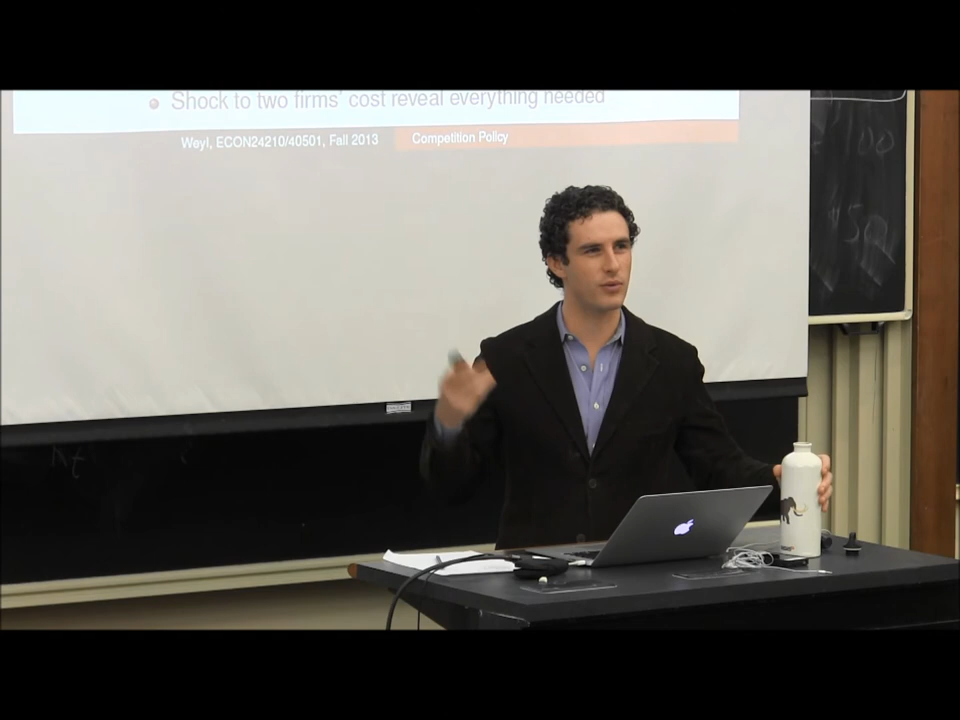 Shock to two firms' cost reveal everything needed
Weyl, ECON24210/40501, Fall 2013
Competition Policy